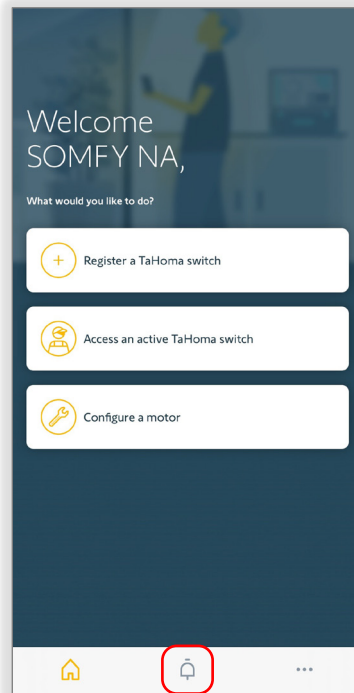 Welcome
SOMFY NA,
What would you like to do?
Register a TaHoma switch
Access an active TaHoma switch
Configure a motor